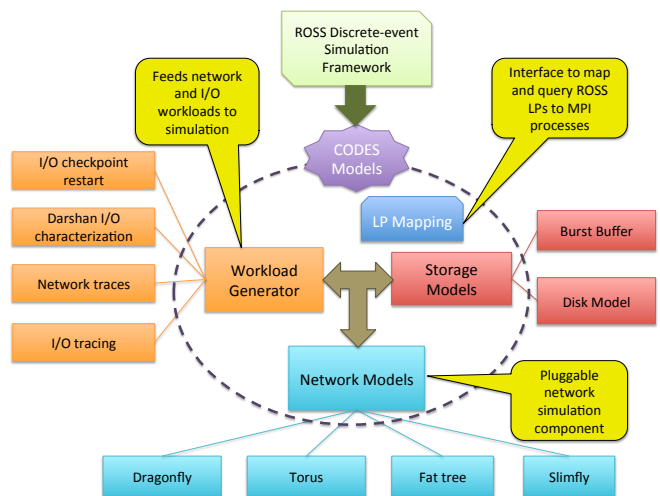 ROSS Discrete-event
Simulation
Framework
Feeds network
and I/O
workloads to
simulation
Interface to map
and query ROSS
LPs to MPI
processes
CODES
Models
I/O checkpoint
restart
LP Mapping
Darshan I/O
characterization
Burst Buffer
Workload
Generator
Storage
Models
Network traces
Disk Model
I/O tracing
Network Models
Pluggable
network
simulation
component
Dragonfly
Torus
Fat tree
Slimfly